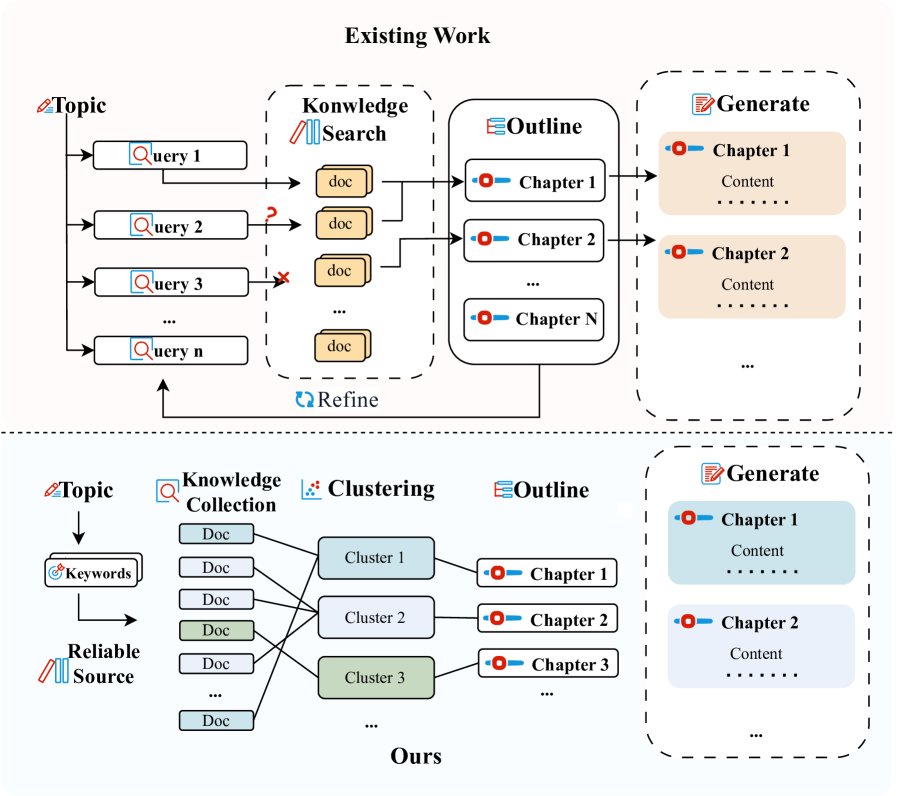 Existing Work
Topic
Query 1
Query 2
Query 3
...
Query n
Konwledge
Search
doc
doc
doc
...
doc
Refine
Outline
Chapter 1
Chapter 2
...
Chapter N
Generate
Chapter 1
Content
.......
Chapter 2
Content
.......
...
Topic
Keywords
Reliable
Source
Knowledge
Collection
Doc
Doc
Doc
Doc
Doc
...
Doc
Clustering
Cluster 1
Cluster 2
Cluster 3
...
Outline
Chapter 1
Chapter 2
Chapter 3
...
Generate
Chapter 1
Content
.......
Chapter 2
Content
.......
...
Ours